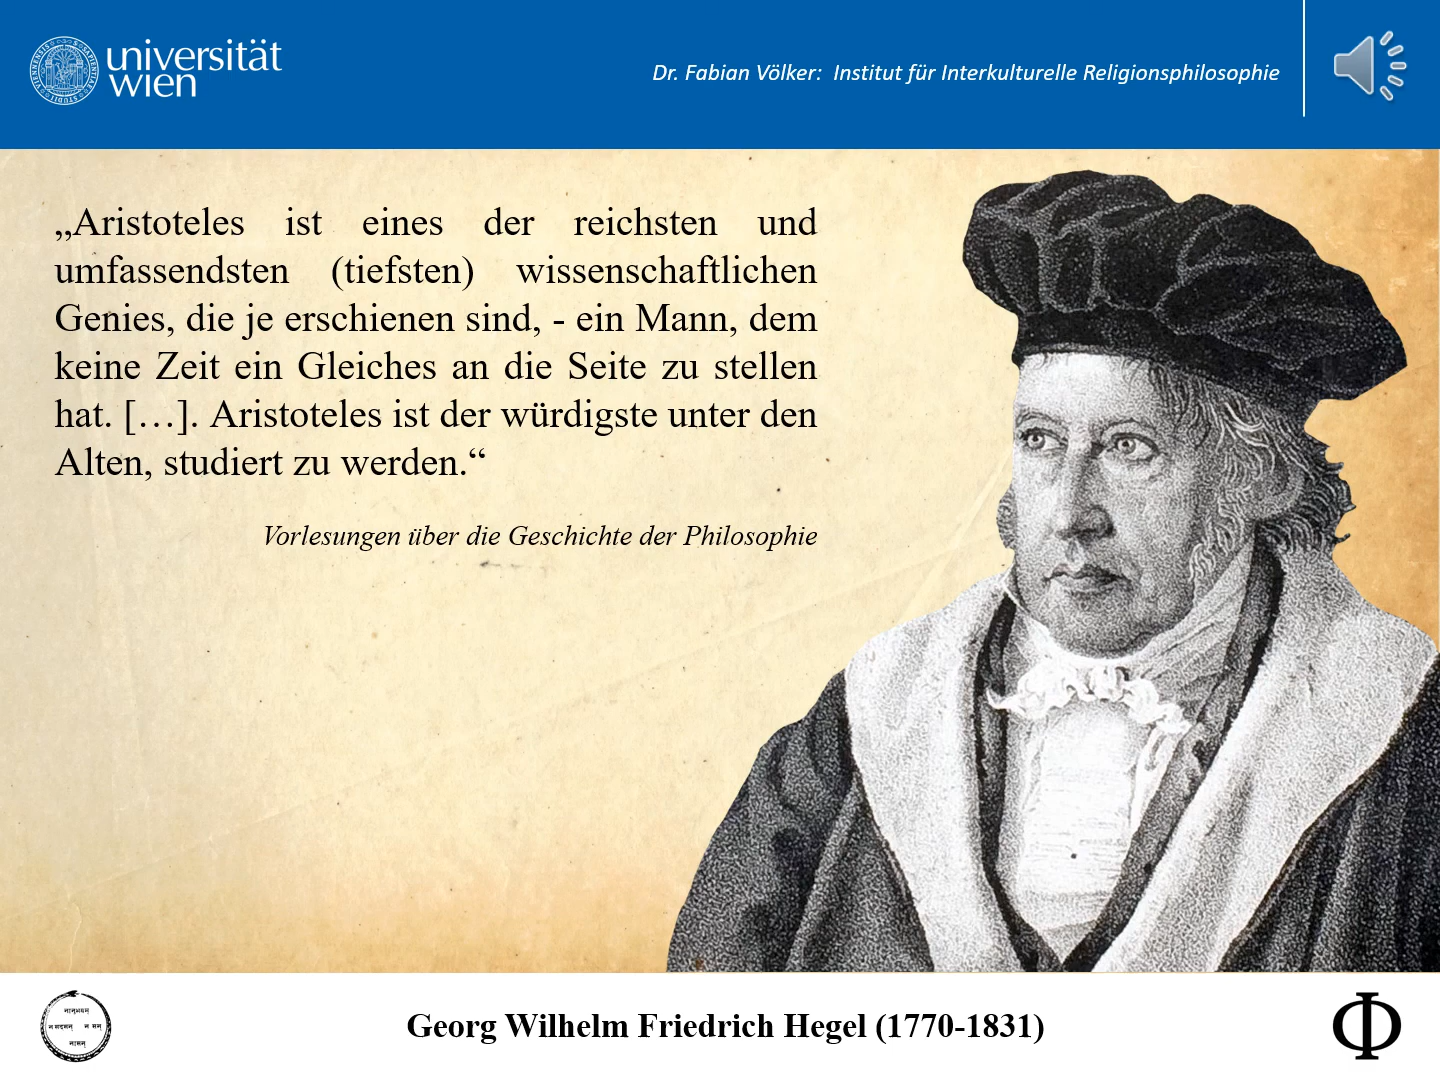 universität
wien
Dr. Fabian Völker: Institut für Interkulturelle Religionsphilosophie
„Aristoteles ist eines der reichsten und
umfassendsten (tiefsten) wissenschaftlichen
Genies, die je erschienen sind, - ein Mann, dem
keine Zeit ein Gleiches an die Seite zu stellen
hat. […]. Aristoteles ist der würdigste unter den
Alten, studiert zu werden.“
Vorlesungen über die Geschichte der Philosophie
Georg Wilhelm Friedrich Hegel (1770-1831)
Φ